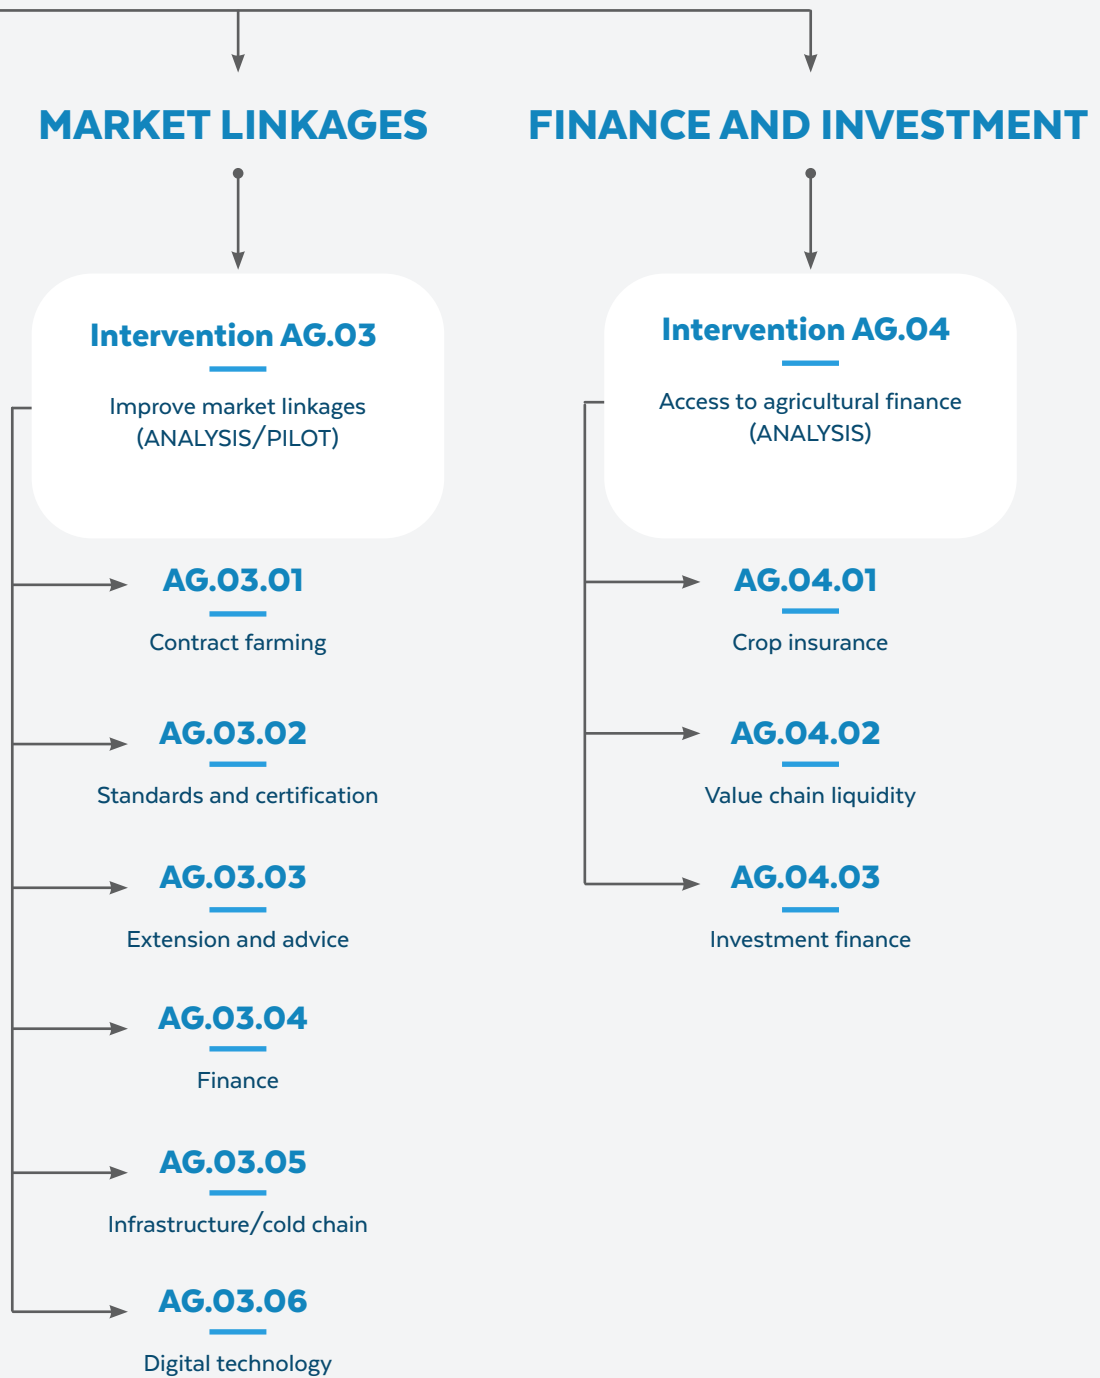 MARKET LINKAGES
Intervention AG.03
Improve market linkages
(ANALYSIS/PILOT)
AG.03.01
Contract farming
AG.03.02
Standards and certification
AG.03.03
Extension and advice
AG.03.04
Finance
AG.03.05
Infrastructure/cold chain
AG.03.06
Digital technology
FINANCE AND INVESTMENT
Intervention AG.04
Access to agricultural finance
(ANALYSIS)
AG.04.01
Crop insurance
AG.04.02
Value chain liquidity
AG.04.03
Investment finance